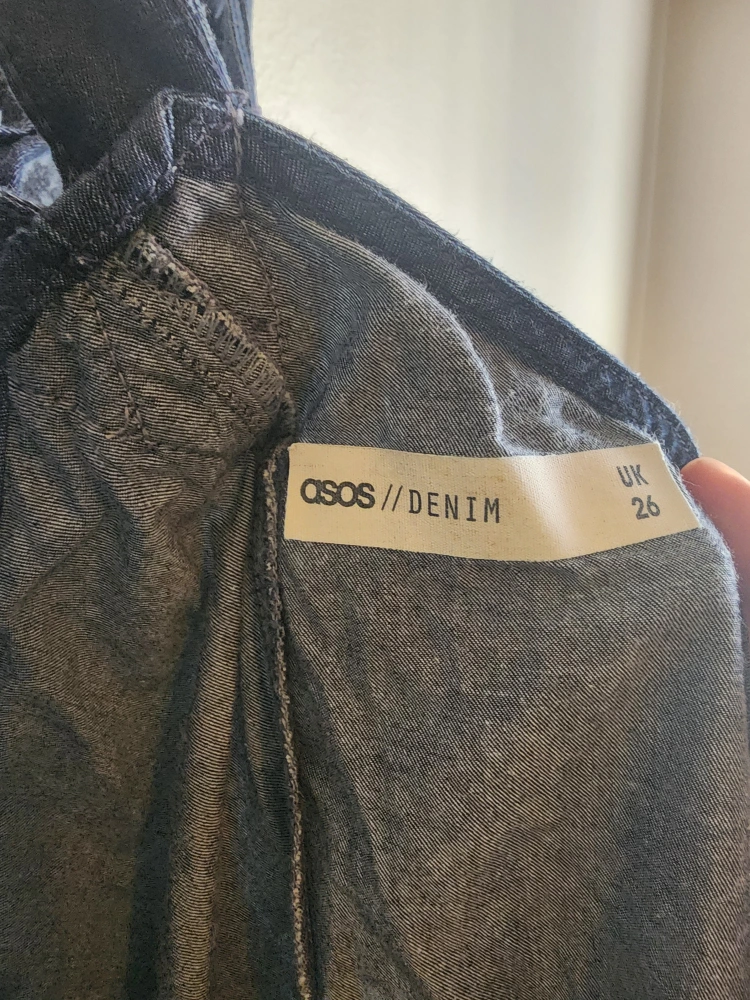 asos // DENIM
UK
26